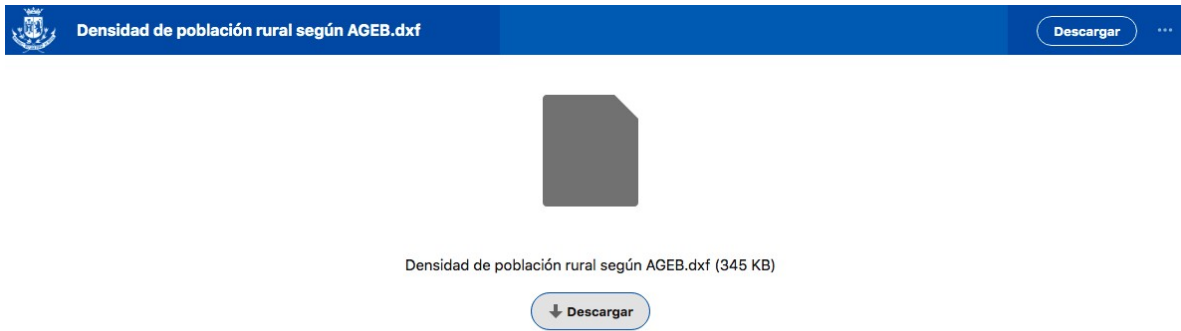 Densidad de población rural según AGEB.dxf
Descargar
Densidad de población rural según AGEB.dxf (345 KB)
Descargar